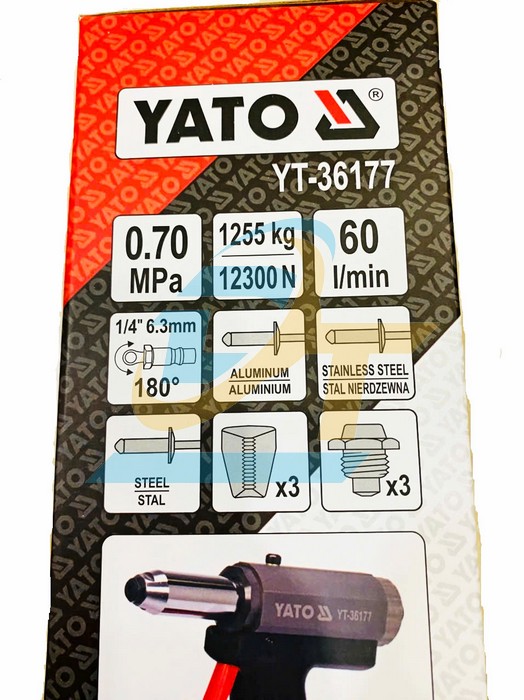 YATO ®
YT-36177
0.70
MPa
1255 kg
12300 N
60
l/min
1/4" 6.3mm
180°
ALUMINUM
ALUMINIUM
STAINLESS STEEL
STAL NIERDZEWNA
STEEL
STAL
x3
x3
YATO YT-36177